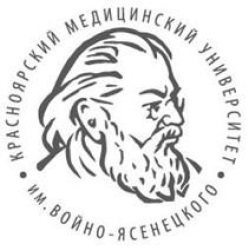 КРАСНОЯРСКИЙ МЕДИЦИНСКИЙ УНИВЕРСИТЕТ
ИМ. ВОЙНО-ЯСЕНЕЦКОГО